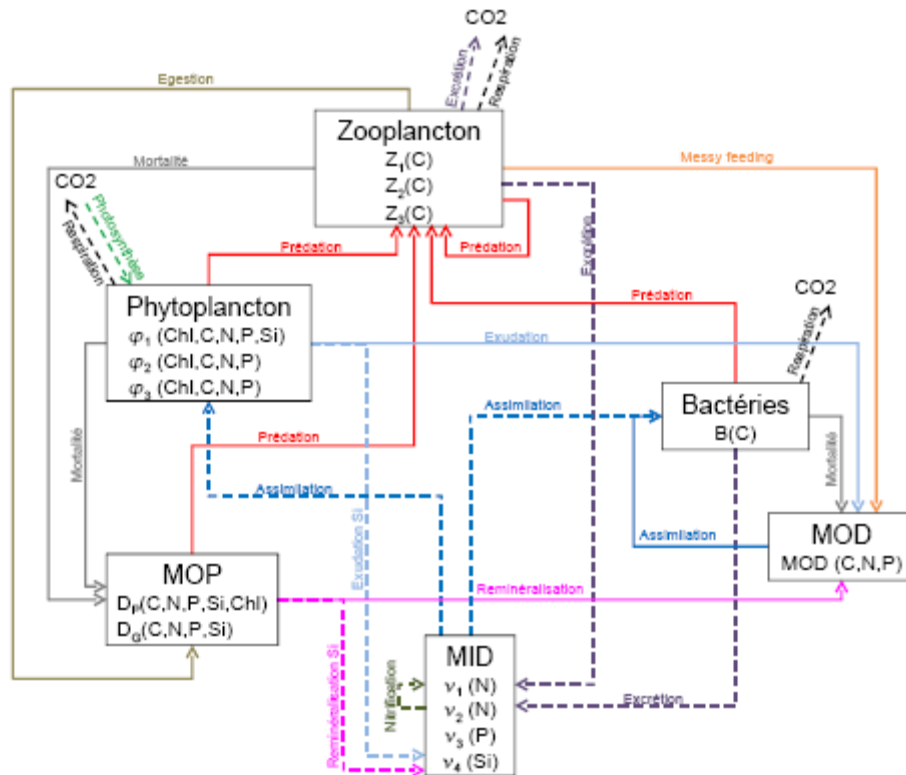 CO2
Excrétion
Respiration
Egestion
Zooplancton
Z1(C)
Z2(C)
Z3(C)
Mortalité
Messy feeding
CO2
Photosynthèse
Respiration
Prédation
Prédation
Excrétion
Prédation
CO2
Respiration
Phytoplancton
φ1 (Chl,C,N,P,Si)
φ2 (Chl,C,N,P)
φ3 (Chl,C,N,P)
Exudation
Bactéries
B(C)
Assimilation
Mortalité
Mortalité
Prédation
Assimilation
Exudation Si
Assimilation
MOD
MOD (C,N,P)
MOP
DP(C,N,P,Si,Chl)
DG(C,N,P,Si)
Reminéralisation
Reminéralisation Si
MID
ν1 (N)
ν2 (N)
ν3 (P)
ν4 (Si)
Nitrification
Excrétion